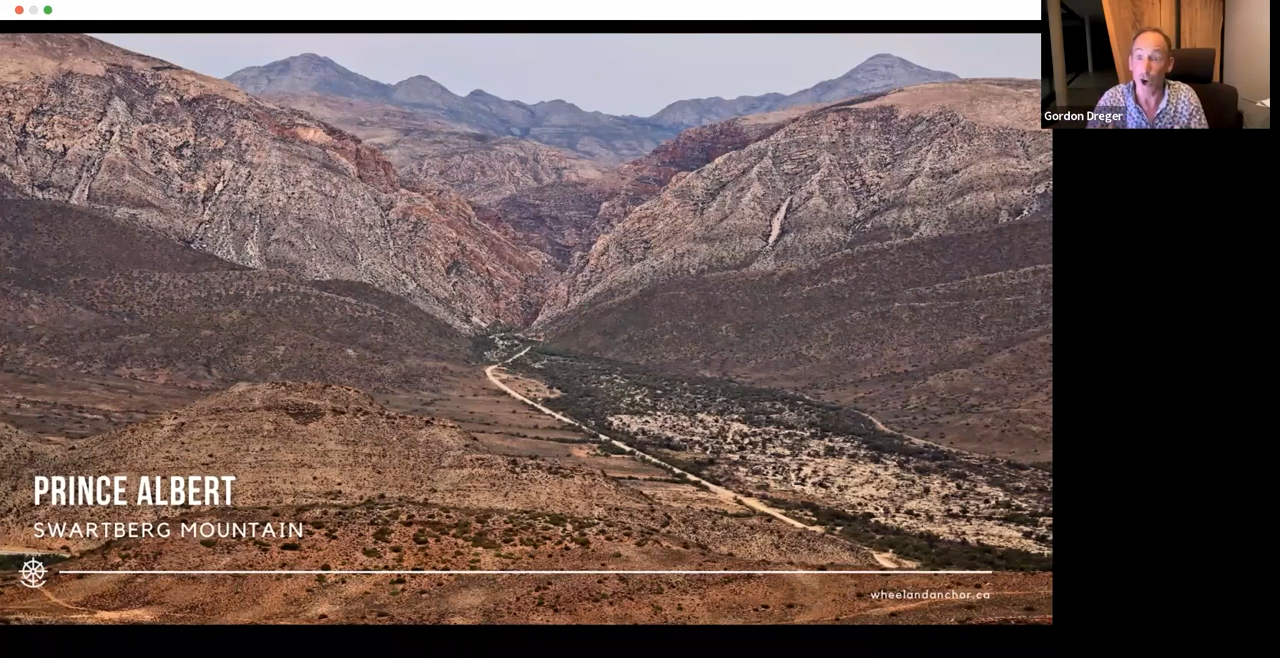 Gordon Dreger
PRINCE ALBERT
SWARTBERG MOUNTAIN
wheelandanchor.ca